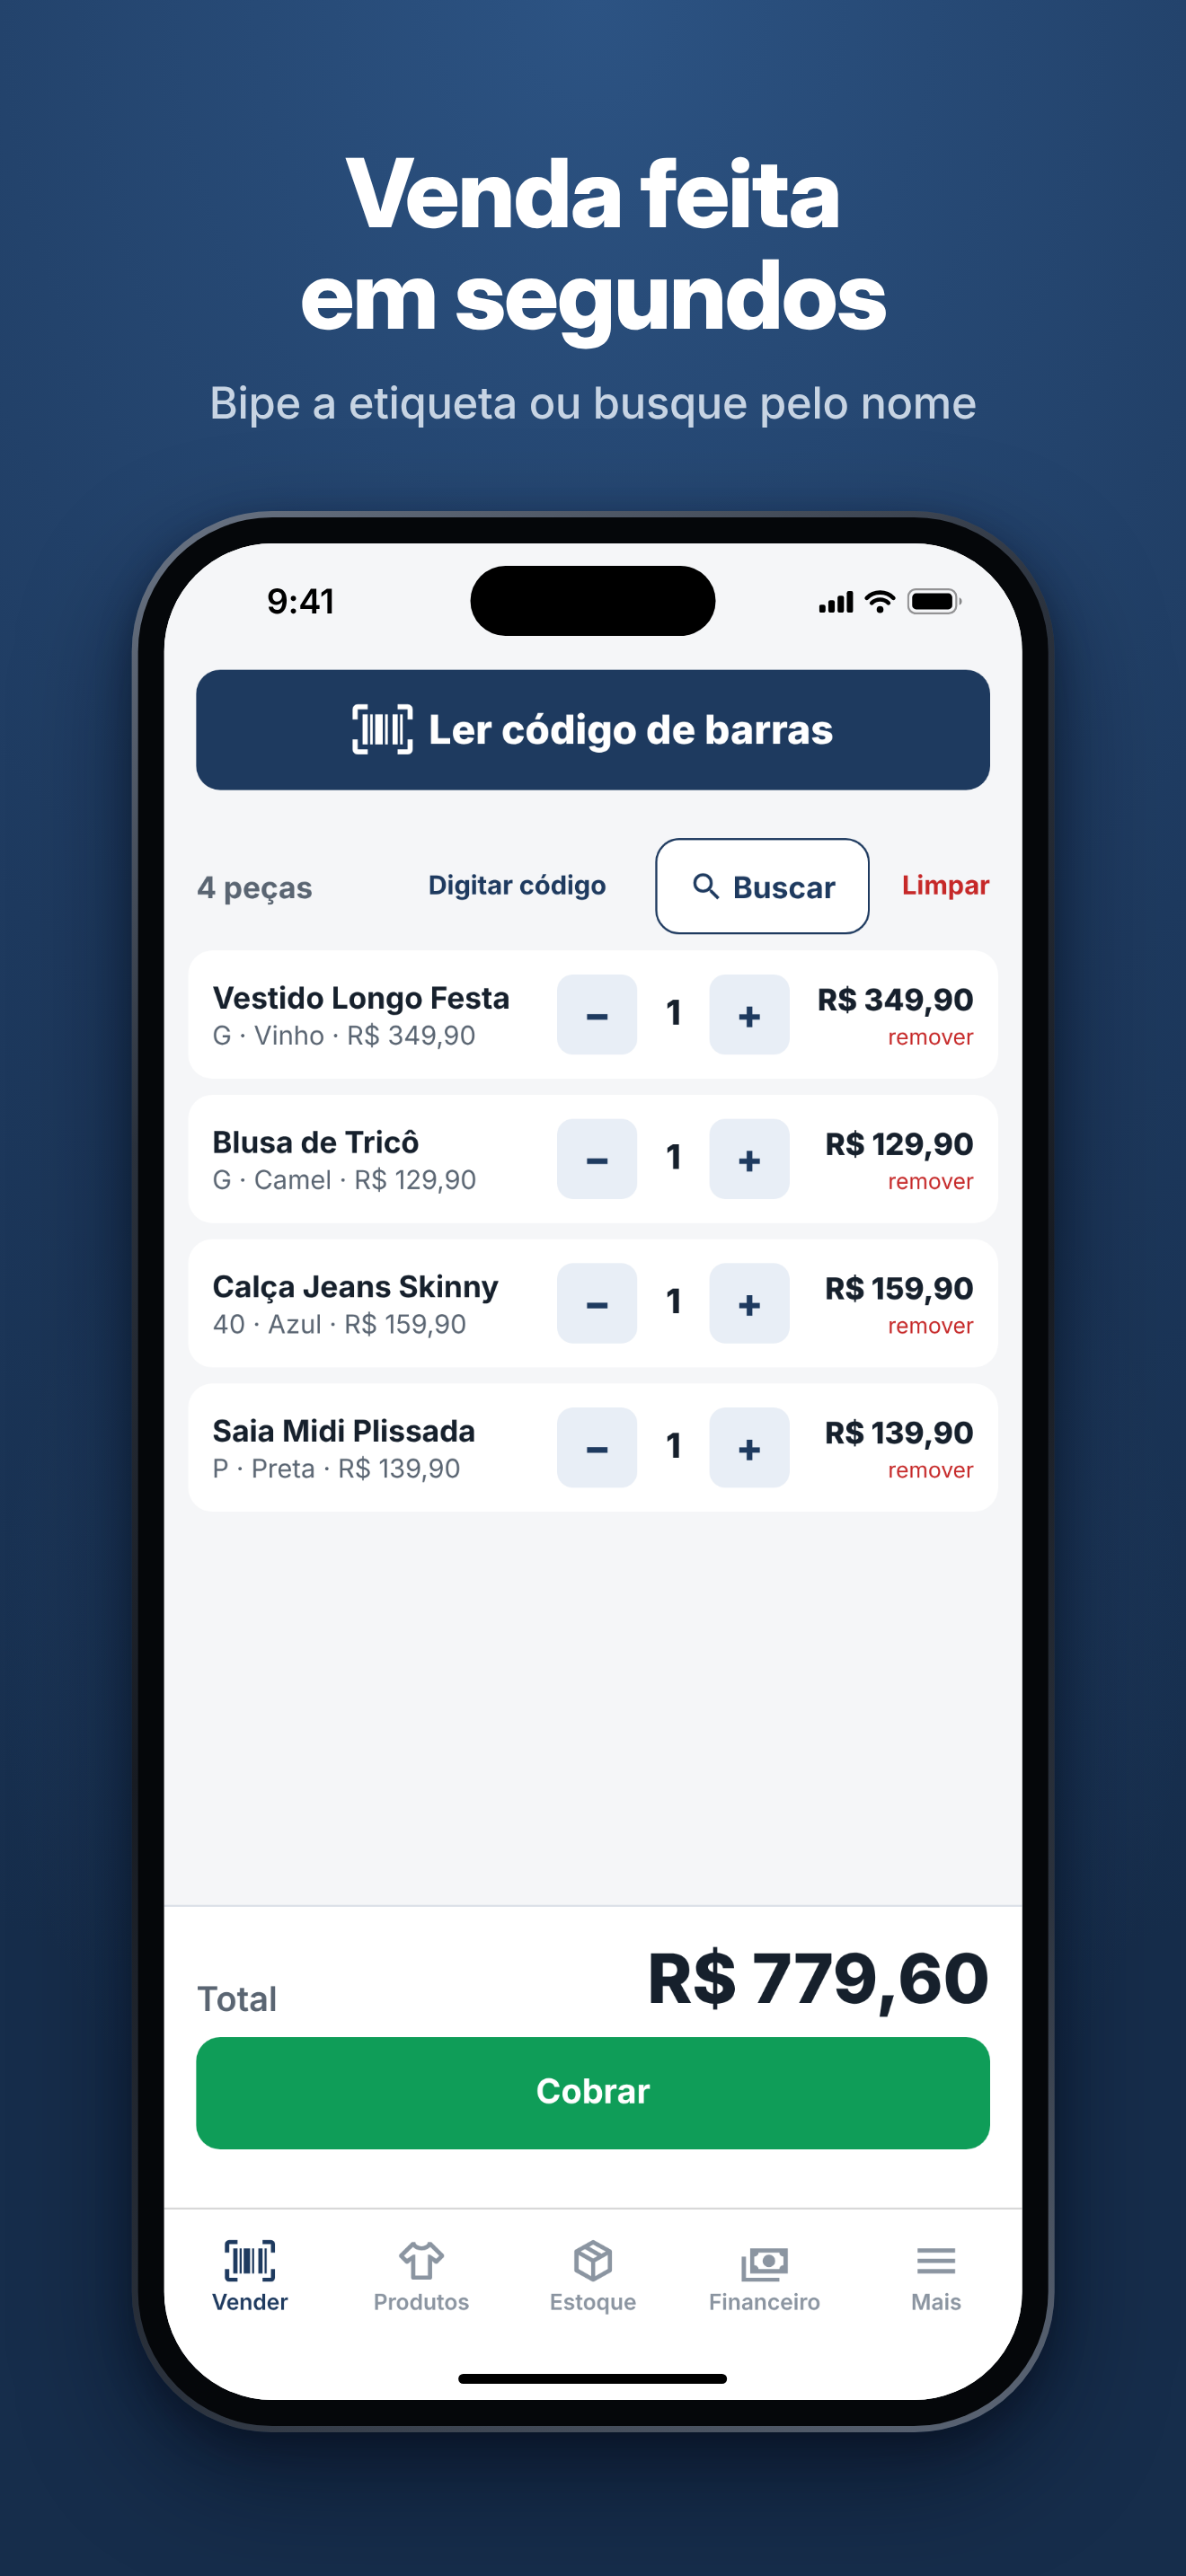 Venda feita
em segundos
Bipe a etiqueta ou busque pelo nome
9:41
Ler código de barras
4 peças Digitar código Buscar Limpar
Vestido Longo Festa − 1 + R$ 349,90
G · Vinho · R$ 349,90 remover
Blusa de Tricô − 1 + R$ 129,90
G · Camel · R$ 129,90 remover
Calça Jeans Skinny − 1 + R$ 159,90
40 · Azul · R$ 159,90 remover
Saia Midi Plissada − 1 + R$ 139,90
P · Preta · R$ 139,90 remover
Total R$ 779,60
Cobrar
Vender Produtos Estoque Financeiro Mais